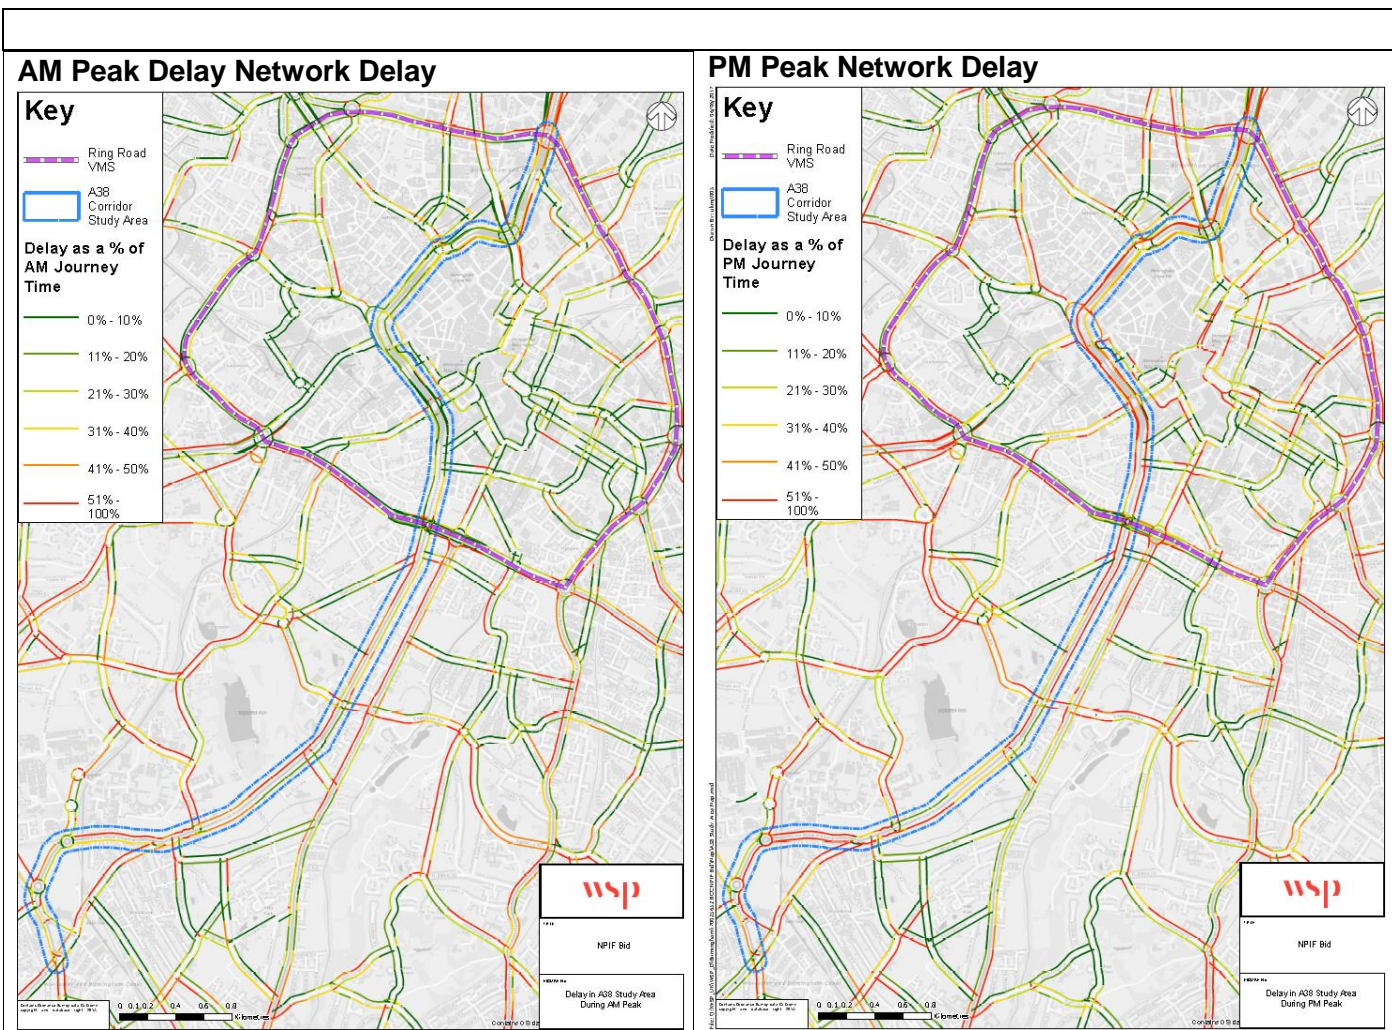 AM Peak Delay Network Delay
Key
Ring Road
VMS
A38
Corridor
Study Area
Delay as a % of
AM Journey
Time
0% - 10%
11% - 20%
21% - 30%
31% - 40%
41% - 50%
51% -
100%
wsp
NPIF Bid
Delay in A38 Study Area
During AM Peak
0 0.1 0.2 0.4 0.6 0.8
Kilometres
PM Peak Network Delay
Key
Ring Road
VMS
A38
Corridor
Study Area
Delay as a % of
PM Journey
Time
0% - 10%
11% - 20%
21% - 30%
31% - 40%
41% - 50%
51% -
100%
wsp
NPIF Bid
Delay in A38 Study Area
During PM Peak
0 0.1 0.2 0.4 0.6 0.8
Kilometres